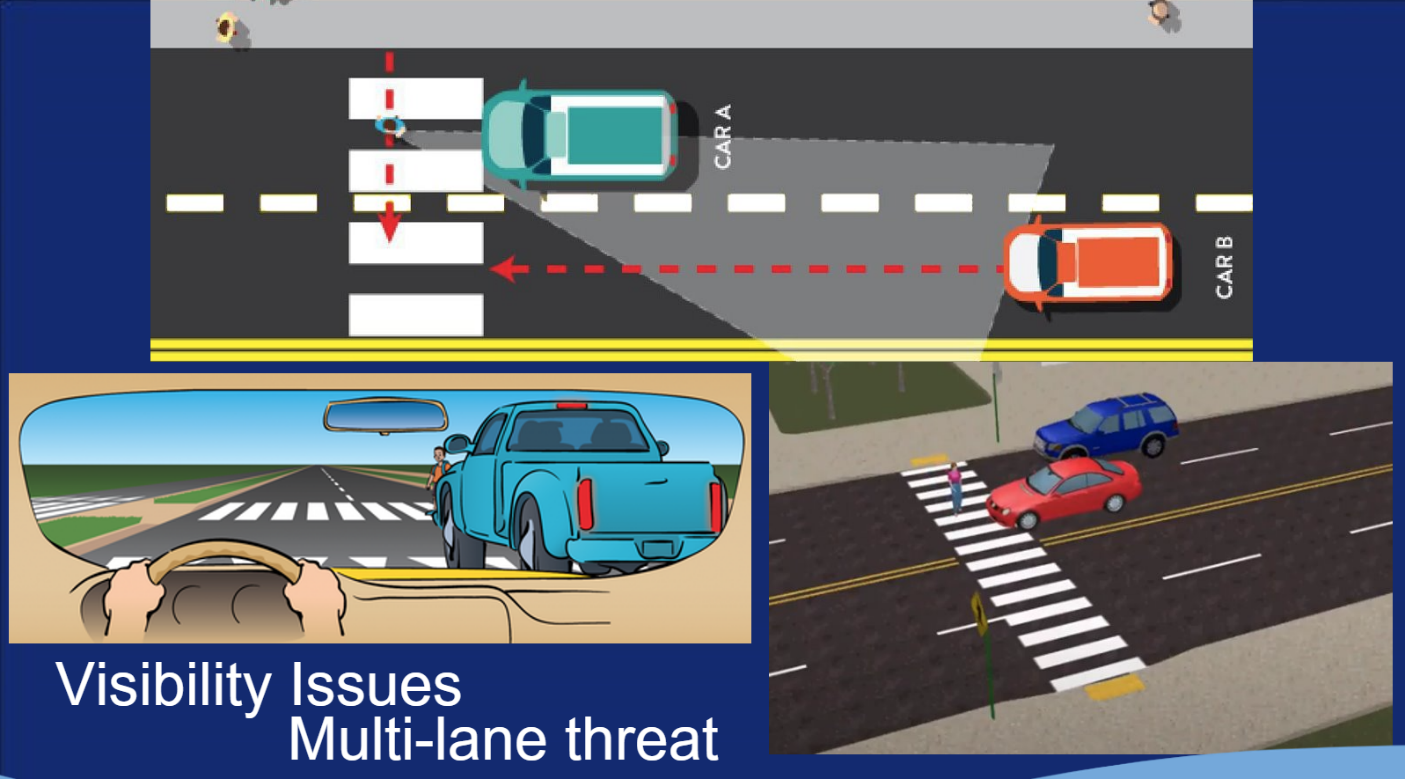 CAR A
CAR B
Visibility Issues
Multi-lane threat